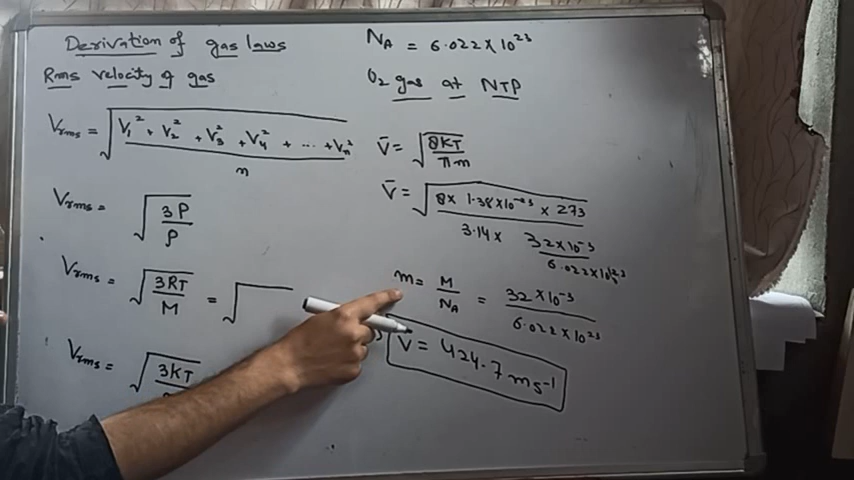 Derivation of gas laws
Rms velocity of gas
Vrms = √((V₁² + V₂² + V₃² + V₄² + ... + Vn²)/n)
Vrms = √(3P/ρ)
Vrms = √(3RT/M) = √
Vrms = √(3KT/
N_A = 6.022 × 10²³
O₂ gas at NTP
V̄ = √(8KT/πm)
V̄ = √((8 × 1.38 × 10⁻²³ × 273)/(3.14 × (32 × 10⁻³/6.022 × 10²³)))
m = M/N_A = (32 × 10⁻³)/(6.022 × 10²³)
V̄ = 424.7 ms⁻¹